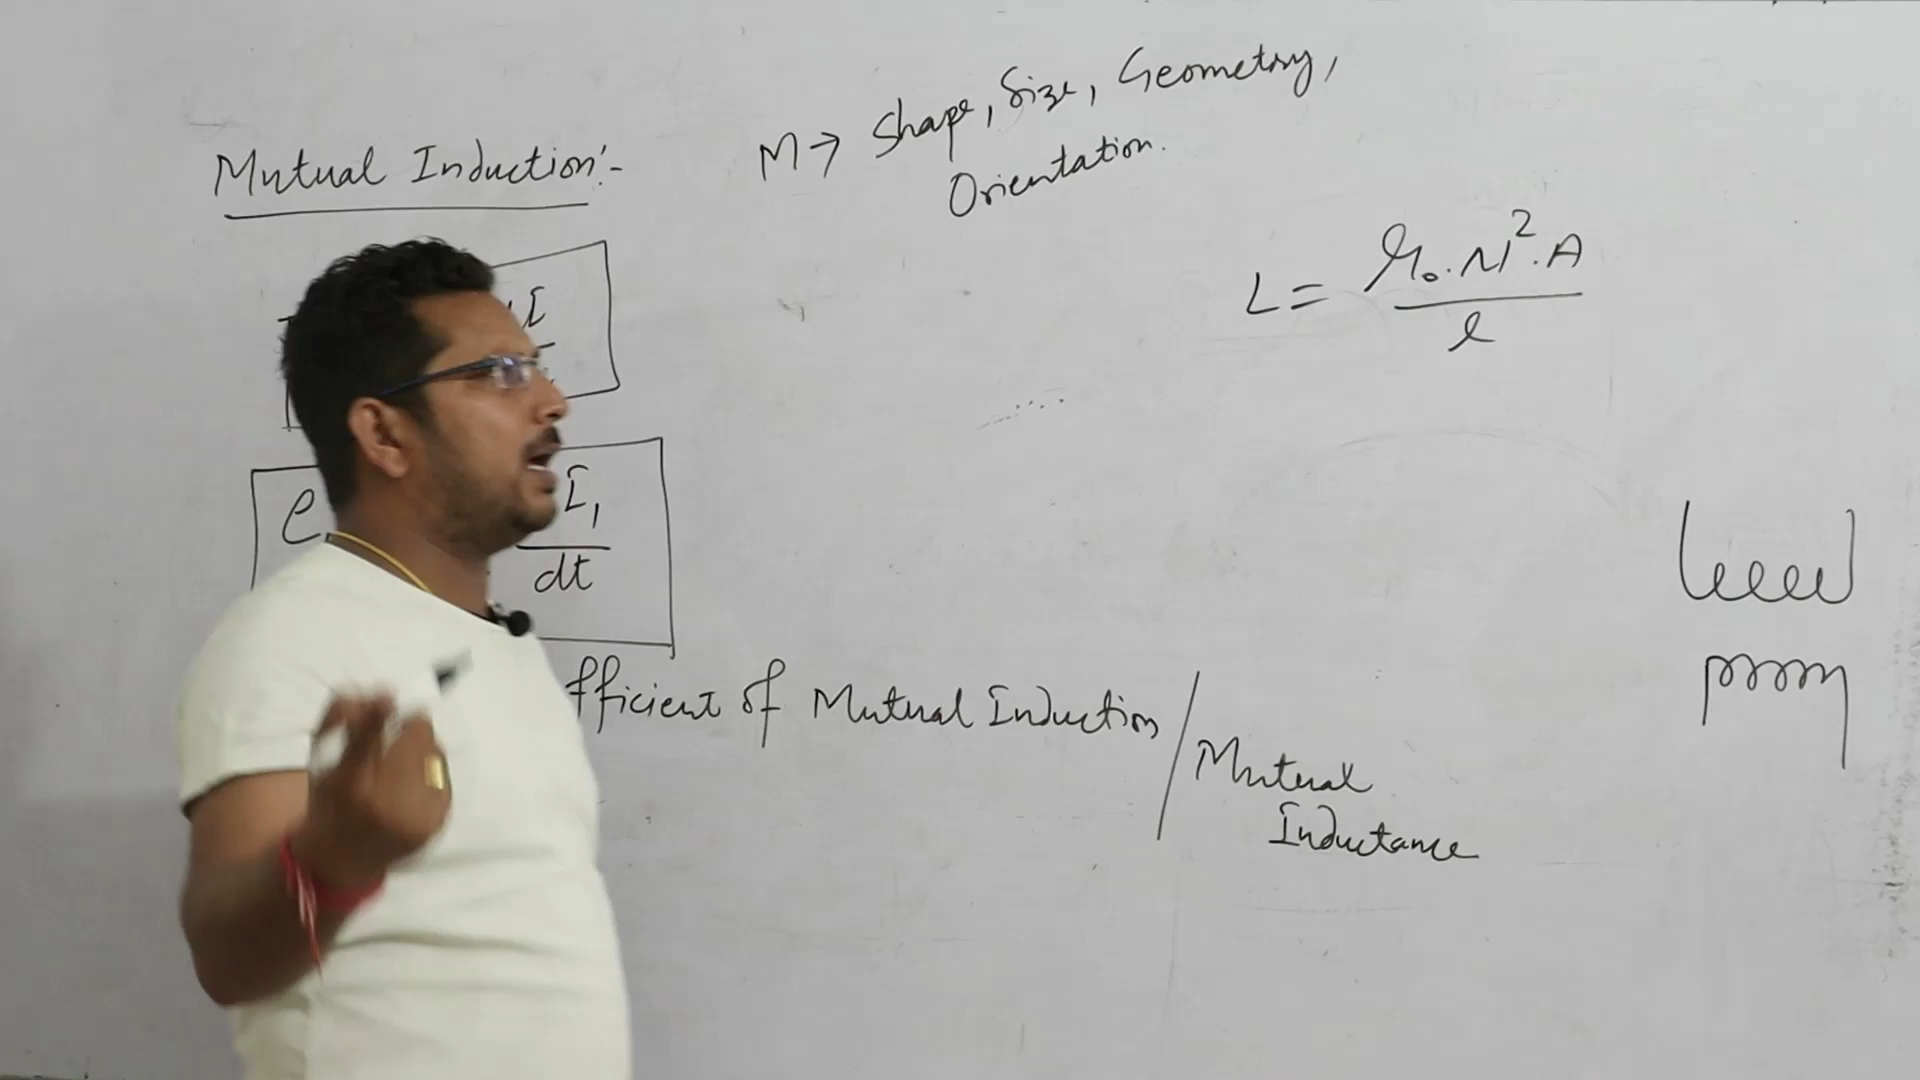 Mutual Induction:-
M → Shape, Size, Geometry,
Orientation.
L = μ₀.N².A
l
I
e I₁
dt
fficient of Mutual Induction /
Mutual
Inductance